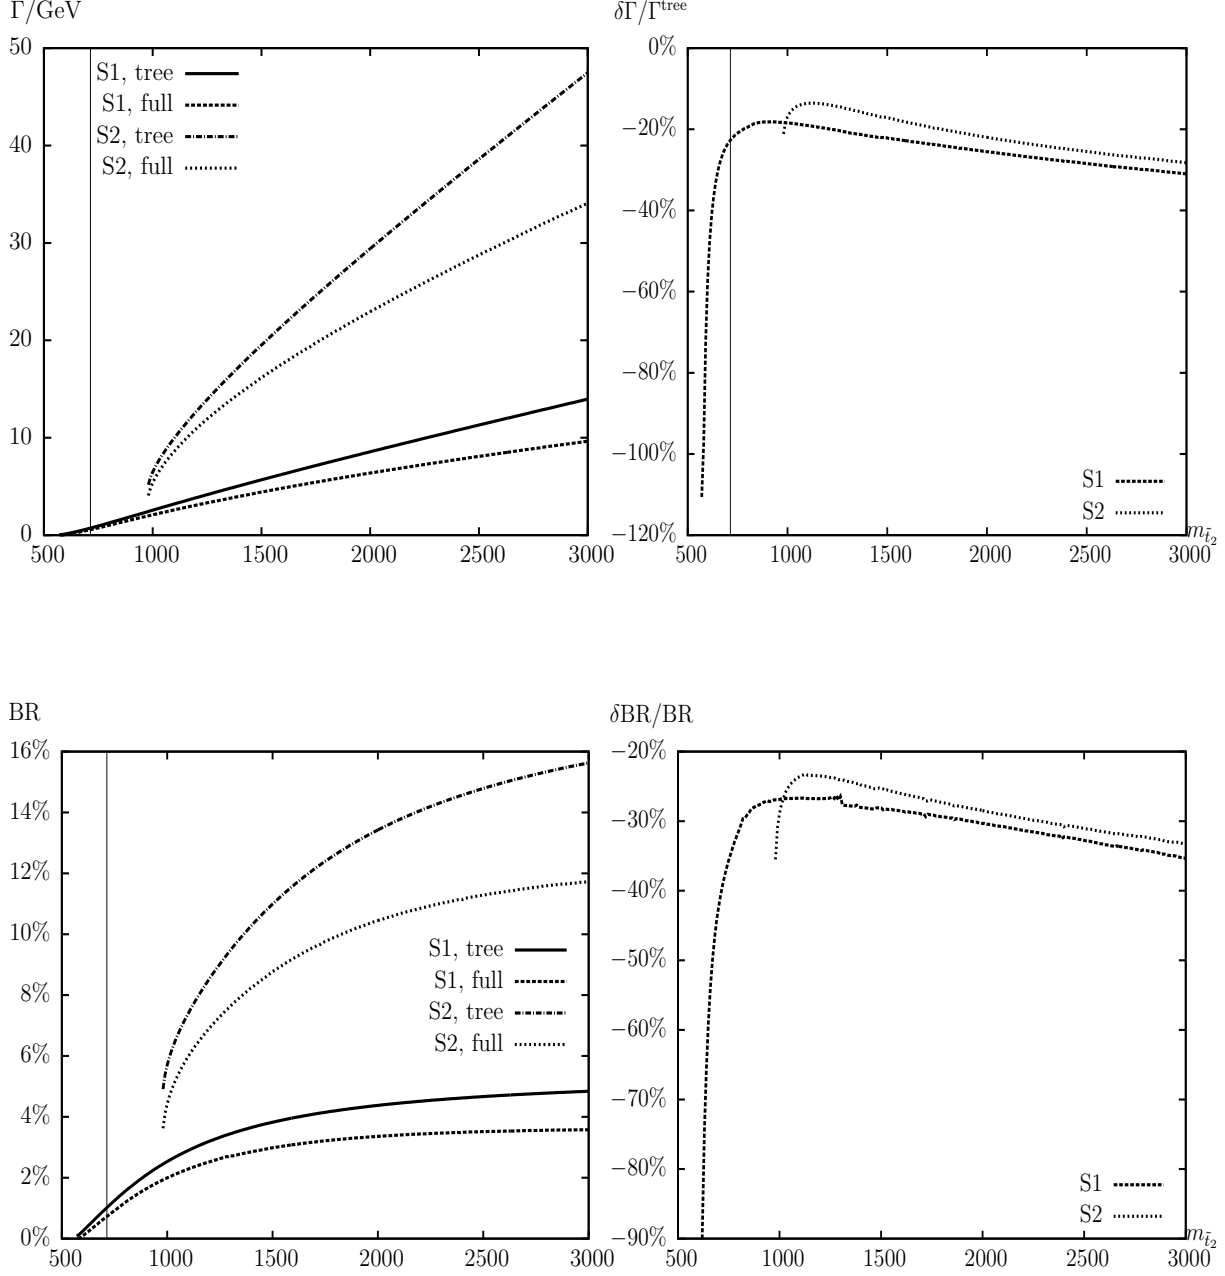 Γ/GeV
50
40
30
20
10
0
S1, tree
S1, full
S2, tree
S2, full
500 1000 1500 2000 2500 3000
δΓ/Γ^tree
0%
−20%
−40%
−60%
−80%
−100%
−120%
S1
S2
500 1000 1500 2000 2500 3000
m_{t̃_2}
BR
16%
14%
12%
10%
8%
6%
4%
2%
0%
S1, tree
S1, full
S2, tree
S2, full
500 1000 1500 2000 2500 3000
δBR/BR
−20%
−30%
−40%
−50%
−60%
−70%
−80%
−90%
S1
S2
500 1000 1500 2000 2500 3000
m_{t̃_2}